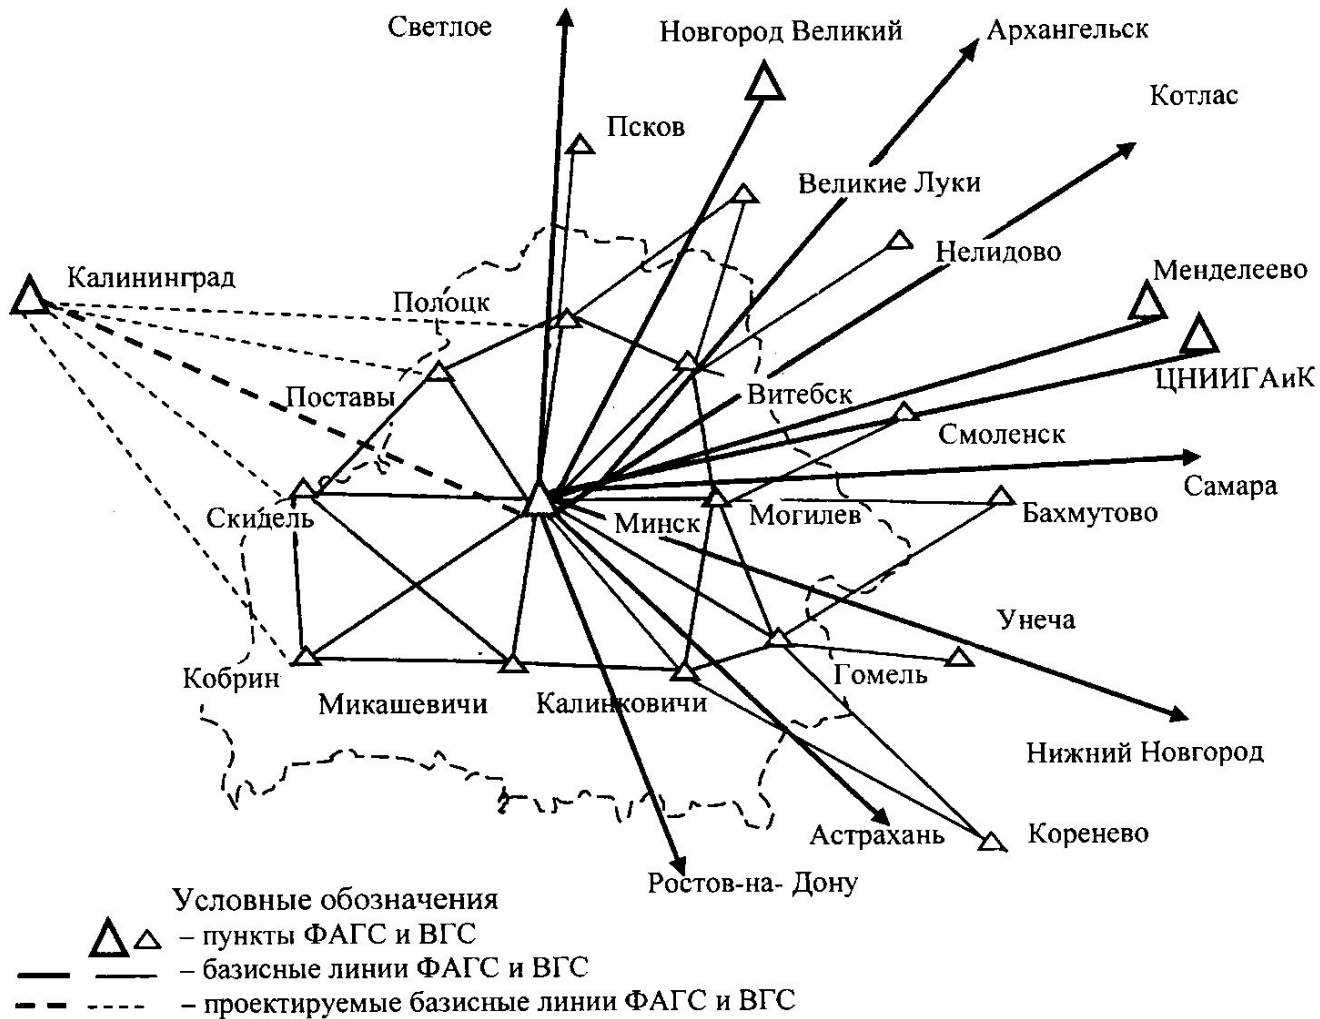 Светлое
Новгород Великий
Архангельск
Котлас
Псков
Великие Луки
Нелидово
Менделеево
Калининград
Полоцк
ЦНИИГАиК
Поставы
Витебск
Смоленск
Самара
Скидель
Минск
Могилев
Бахмутово
Унеча
Кобрин
Гомель
Микашевичи
Калинковичи
Нижний Новгород
Астрахань
Коренево
Ростов-на- Дону
Условные обозначения
– пункты ФАГС и ВГС
– базисные линии ФАГС и ВГС
– проектируемые базисные линии ФАГС и ВГС